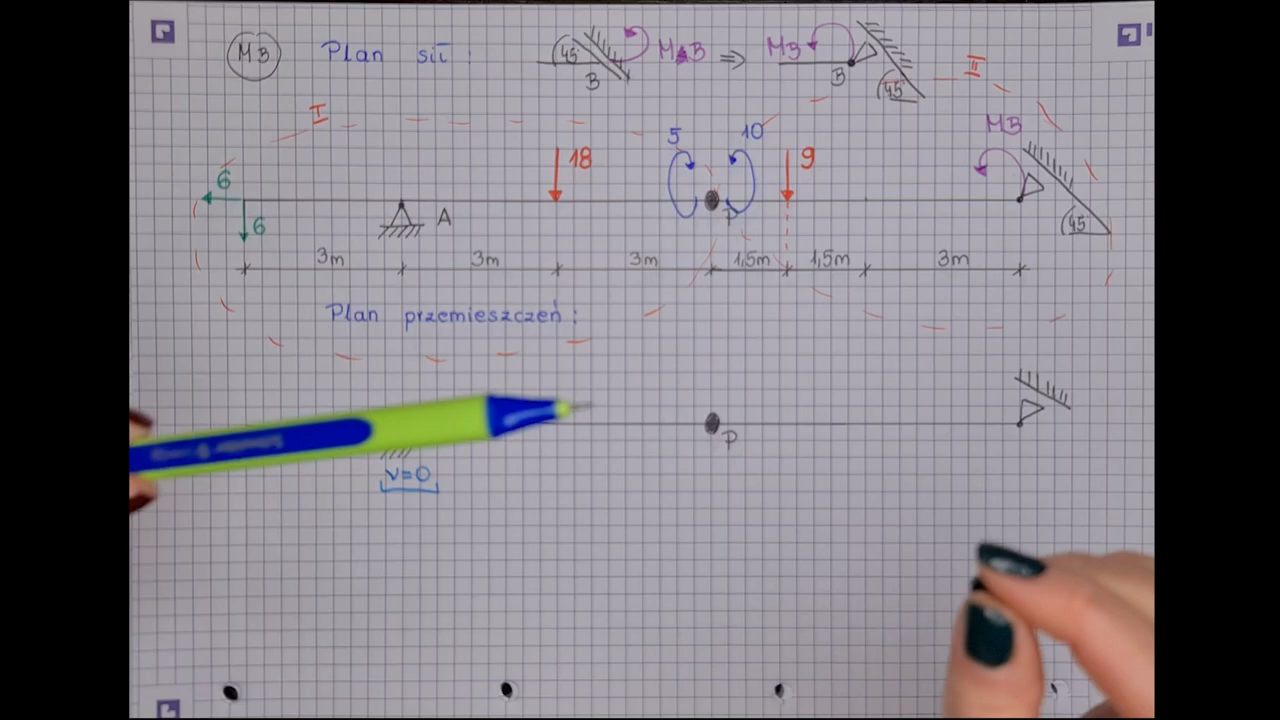 MB Plan sił: 45° B MAB ⇒ MB B 45°
I II
MB
5 10
18 9
6
6 A P 45°
3m 3m 3m 1,5m 1,5m 3m
Plan przemieszczeń:
P
v=0